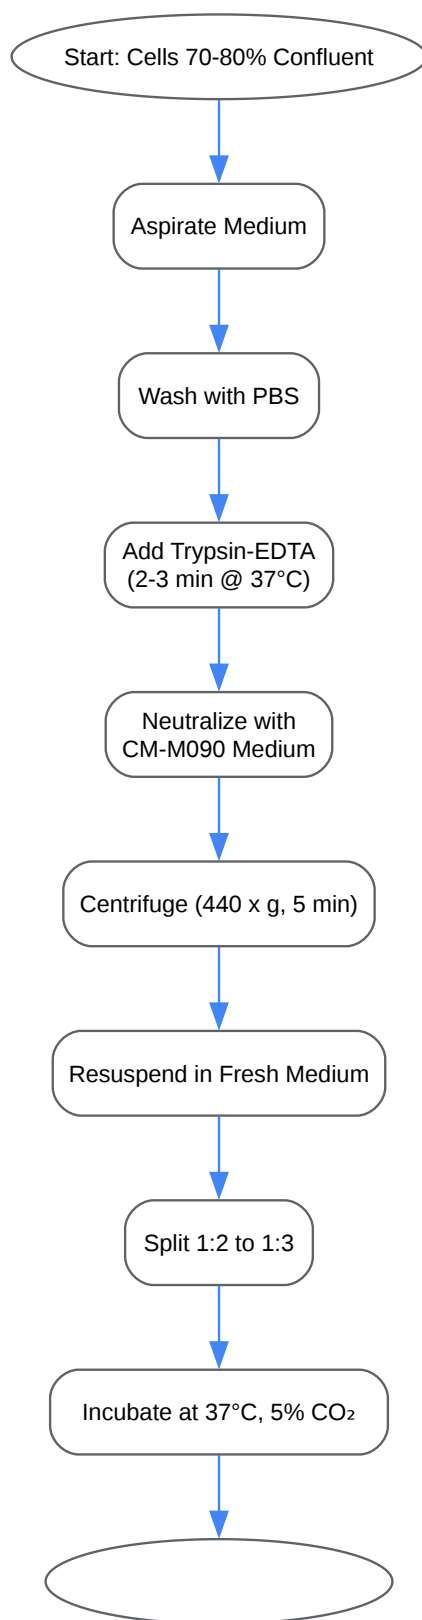 Start: Cells 70-80% Confluent
Aspirate Medium
Wash with PBS
Add Trypsin-EDTA
(2-3 min @ 37°C)
Neutralize with
CM-M090 Medium
Centrifuge (440 x g, 5 min)
Resuspend in Fresh Medium
Split 1:2 to 1:3
Incubate at 37°C, 5% CO₂